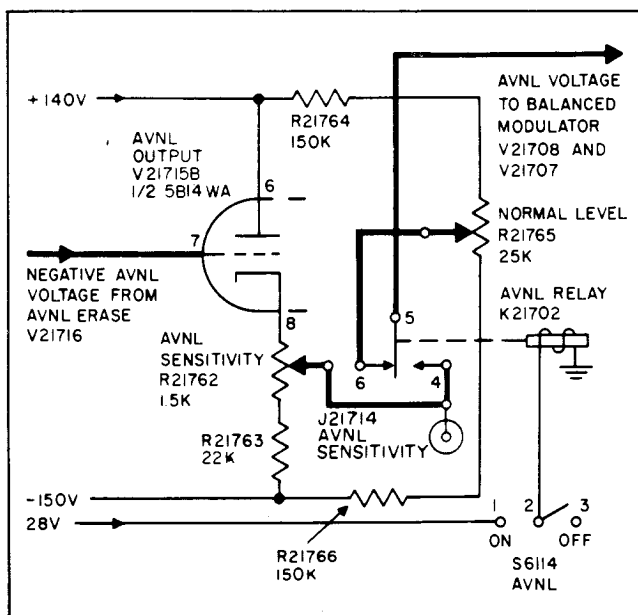 +140V
R21764
150K
AVNL
OUTPUT
V21715B
1/2 5814WA
6
7
8
AVNL VOLTAGE
TO BALANCED
MODULATOR
V21708 AND
V21707
NORMAL LEVEL
R21765
25K
NEGATIVE AVNL
VOLTAGE FROM
AVNL ERASE
V21716
AVNL
SENSITIVITY
R21762
1.5K
5
6
4
AVNL RELAY
K21702
J21714
AVNL
SENSITIVITY
R21763
22K
-150V
28V
R21766
150K
1
2
3
ON
OFF
S6114
AVNL